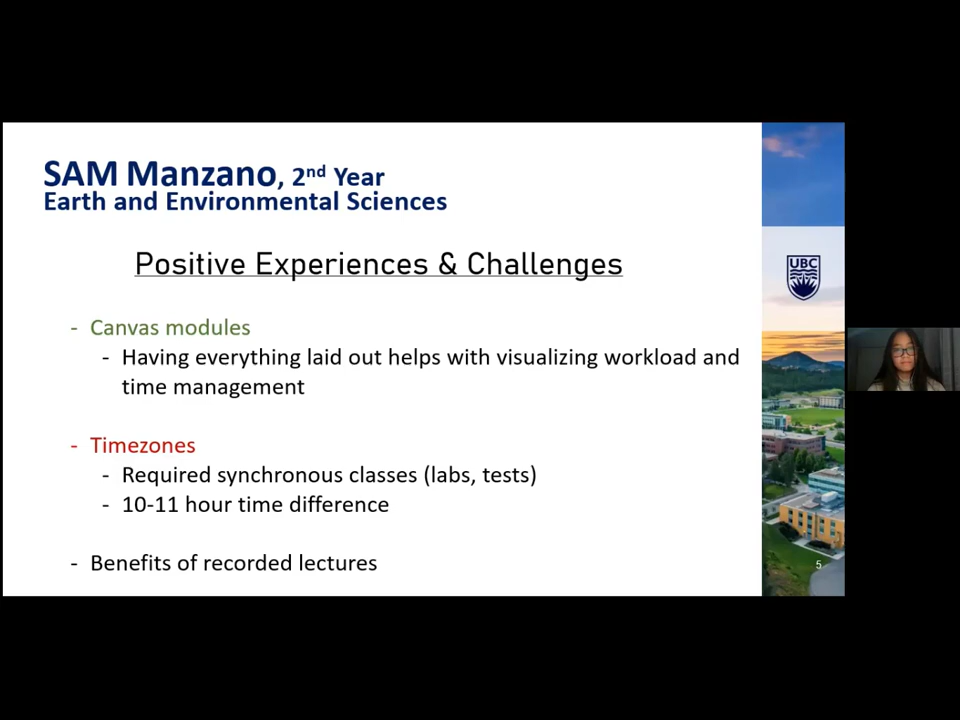 SAM Manzano, 2nd Year
Earth and Environmental Sciences
Positive Experiences & Challenges
- Canvas modules
- Having everything laid out helps with visualizing workload and
time management
- Timezones
- Required synchronous classes (labs, tests)
- 10-11 hour time difference
- Benefits of recorded lectures
UBC
5